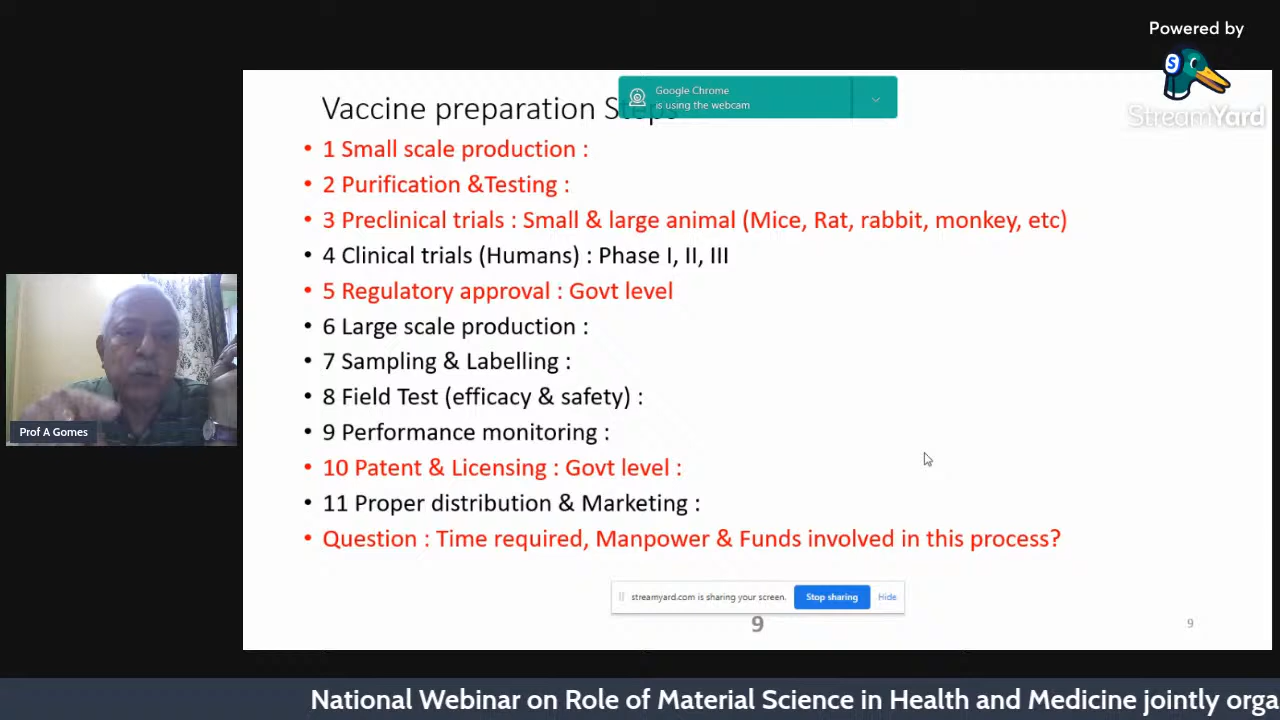 Powered by
StreamYard
Google Chrome
is using the webcam
Vaccine preparation Steps
• 1 Small scale production :
• 2 Purification &Testing :
• 3 Preclinical trials : Small & large animal (Mice, Rat, rabbit, monkey, etc)
• 4 Clinical trials (Humans) : Phase I, II, III
• 5 Regulatory approval : Govt level
• 6 Large scale production :
• 7 Sampling & Labelling :
• 8 Field Test (efficacy & safety) :
• 9 Performance monitoring :
• 10 Patent & Licensing : Govt level :
• 11 Proper distribution & Marketing :
• Question : Time required, Manpower & Funds involved in this process?
Prof A Gomes
streamyard.com is sharing your screen. Stop sharing Hide
9
9
National Webinar on Role of Material Science in Health and Medicine jointly orga